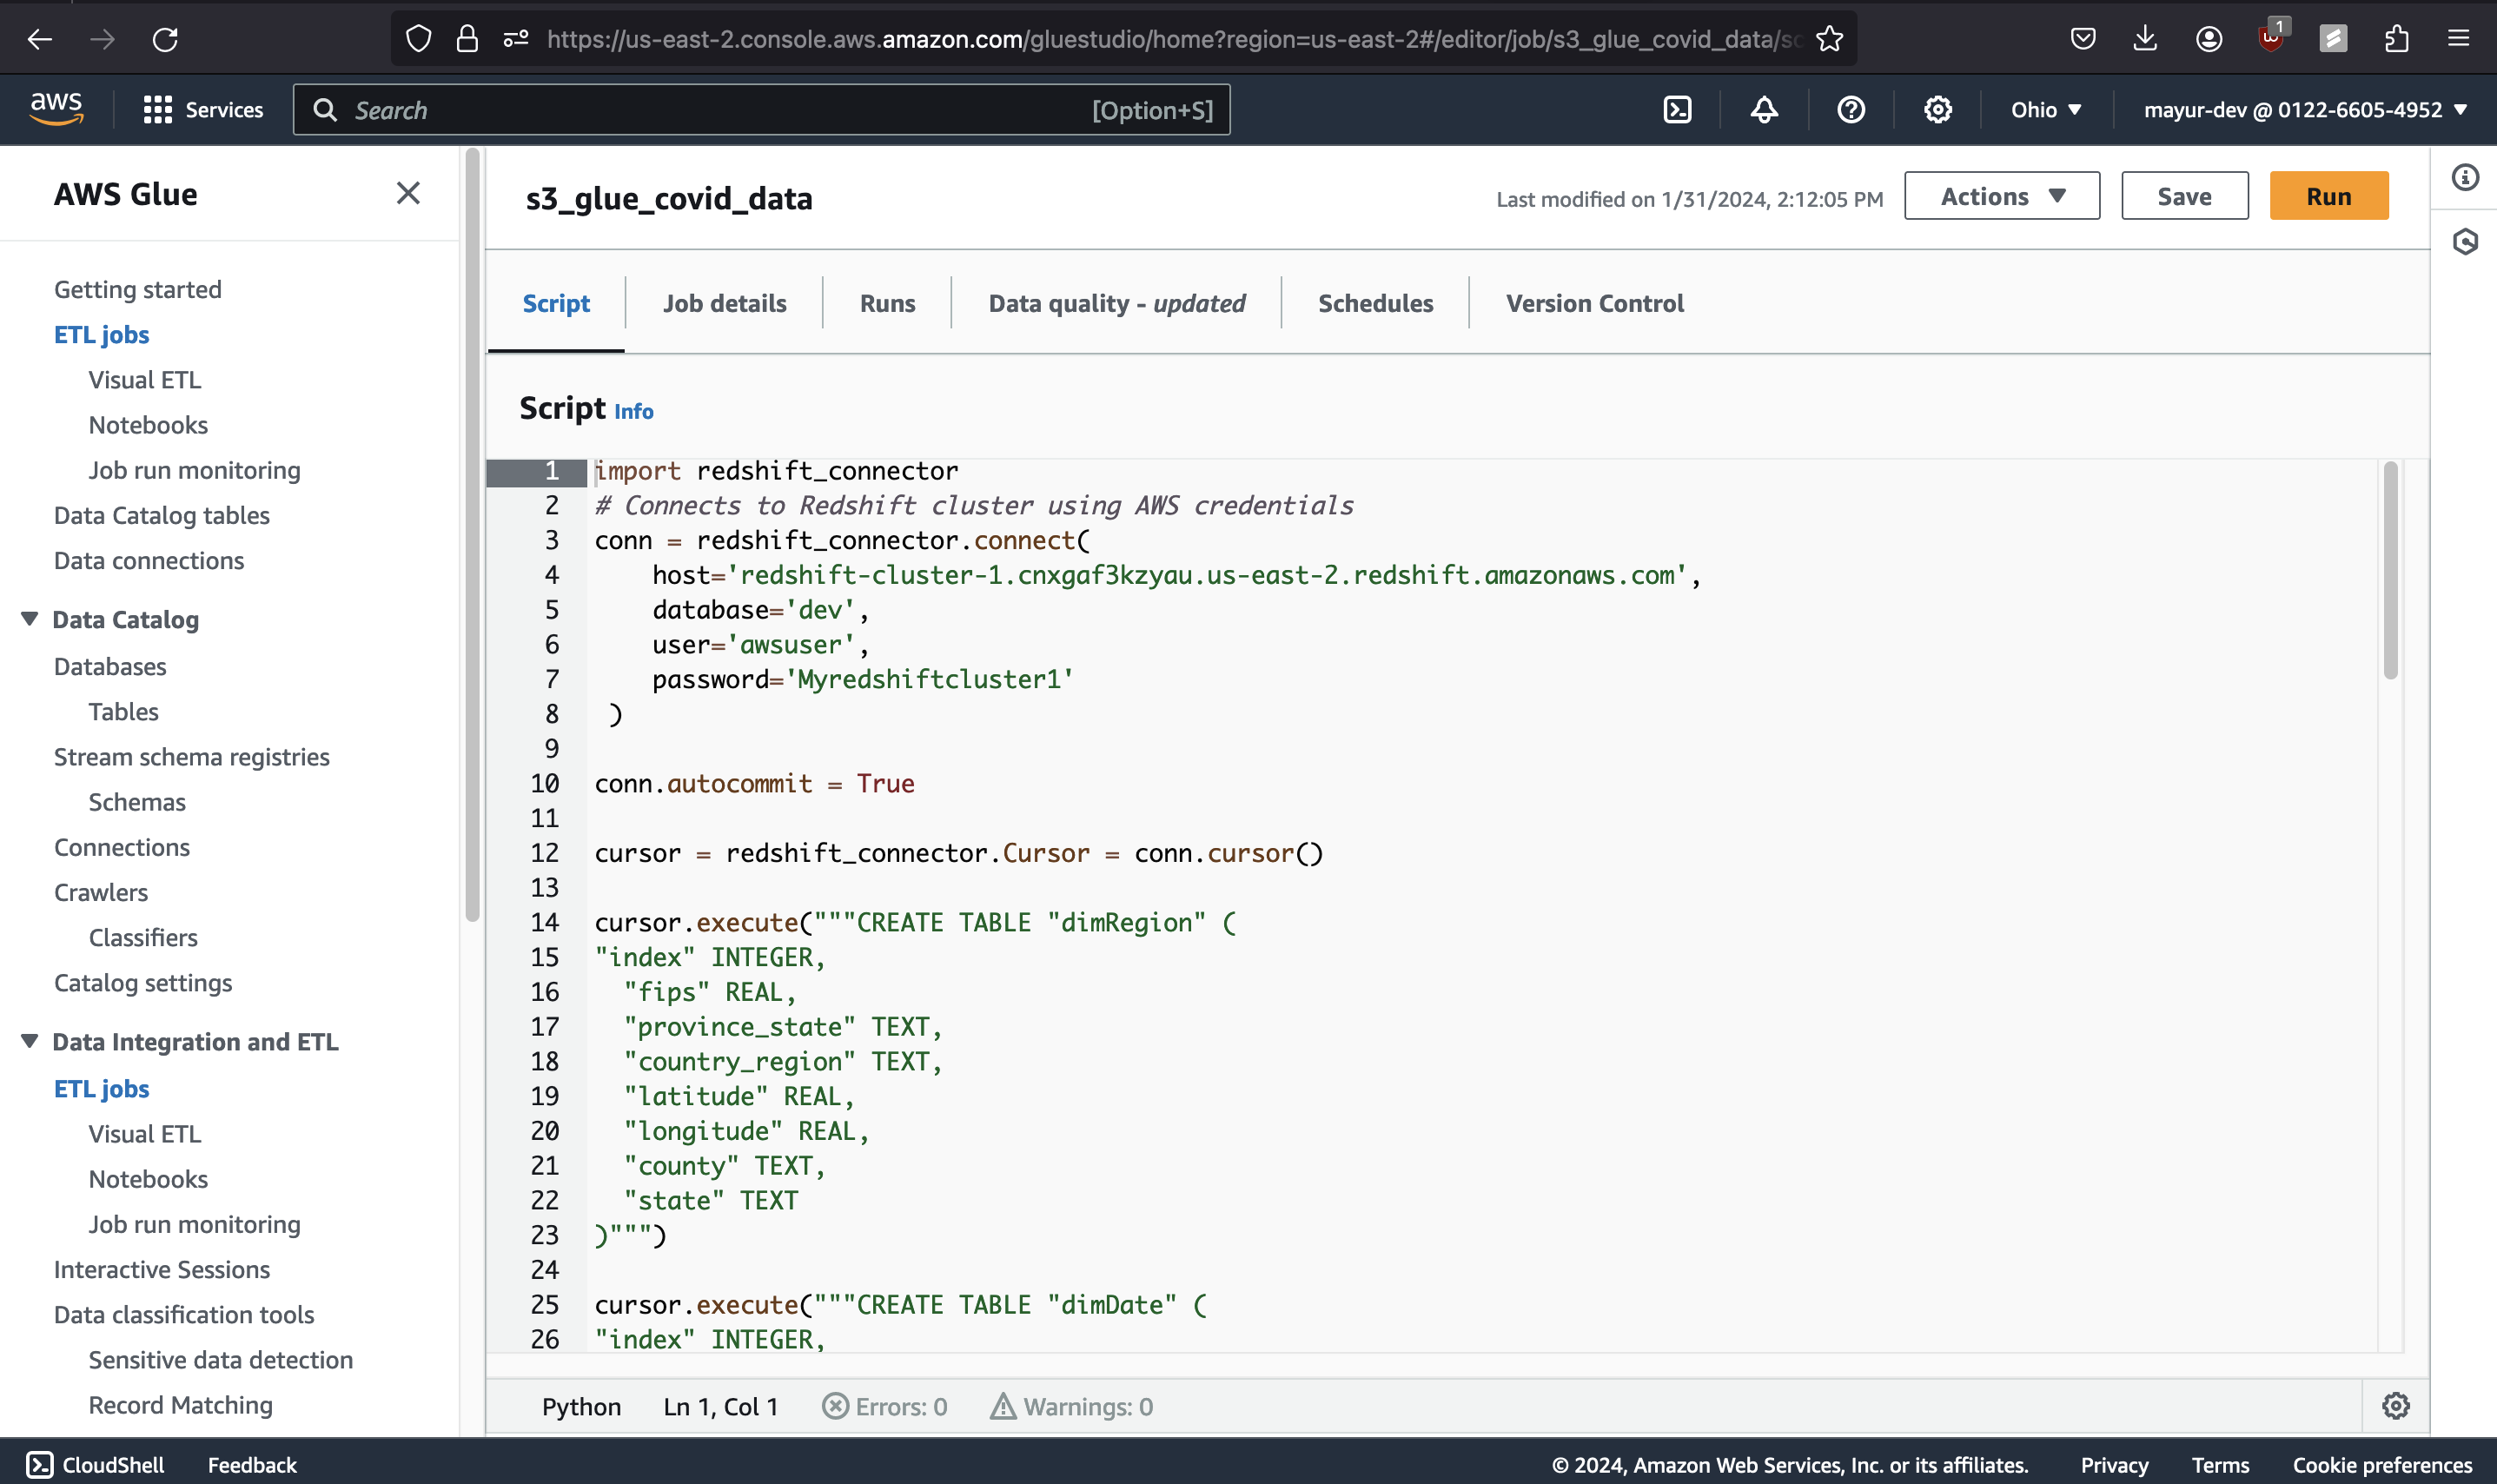 https://us-east-2.console.aws.amazon.com/gluestudio/home?region=us-east-2#/editor/job/s3_glue_covid_data/sc
1
aws
Services
Search
[Option+S]
Ohio
mayur-dev @ 0122-6605-4952
AWS Glue
Getting started
ETL jobs
Visual ETL
Notebooks
Job run monitoring
Data Catalog tables
Data connections
Data Catalog
Databases
Tables
Stream schema registries
Schemas
Connections
Crawlers
Classifiers
Catalog settings
Data Integration and ETL
ETL jobs
Visual ETL
Notebooks
Job run monitoring
Interactive Sessions
Data classification tools
Sensitive data detection
Record Matching
s3_glue_covid_data
Last modified on 1/31/2024, 2:12:05 PM
Actions
Save
Run
Script
Job details
Runs
Data quality - updated
Schedules
Version Control
Script Info
1 import redshift_connector
2 # Connects to Redshift cluster using AWS credentials
3 conn = redshift_connector.connect(
4     host='redshift-cluster-1.cnxgaf3kzyau.us-east-2.redshift.amazonaws.com',
5     database='dev',
6     user='awsuser',
7     password='Myredshiftcluster1'
8  )
9
10 conn.autocommit = True
11
12 cursor = redshift_connector.Cursor = conn.cursor()
13
14 cursor.execute("""CREATE TABLE "dimRegion" (
15 "index" INTEGER,
16   "fips" REAL,
17   "province_state" TEXT,
18   "country_region" TEXT,
19   "latitude" REAL,
20   "longitude" REAL,
21   "county" TEXT,
22   "state" TEXT
23 )""")
24
25 cursor.execute("""CREATE TABLE "dimDate" (
26 "index" INTEGER,
Python
Ln 1, Col 1
Errors: 0
Warnings: 0
CloudShell
Feedback
© 2024, Amazon Web Services, Inc. or its affiliates.
Privacy
Terms
Cookie preferences